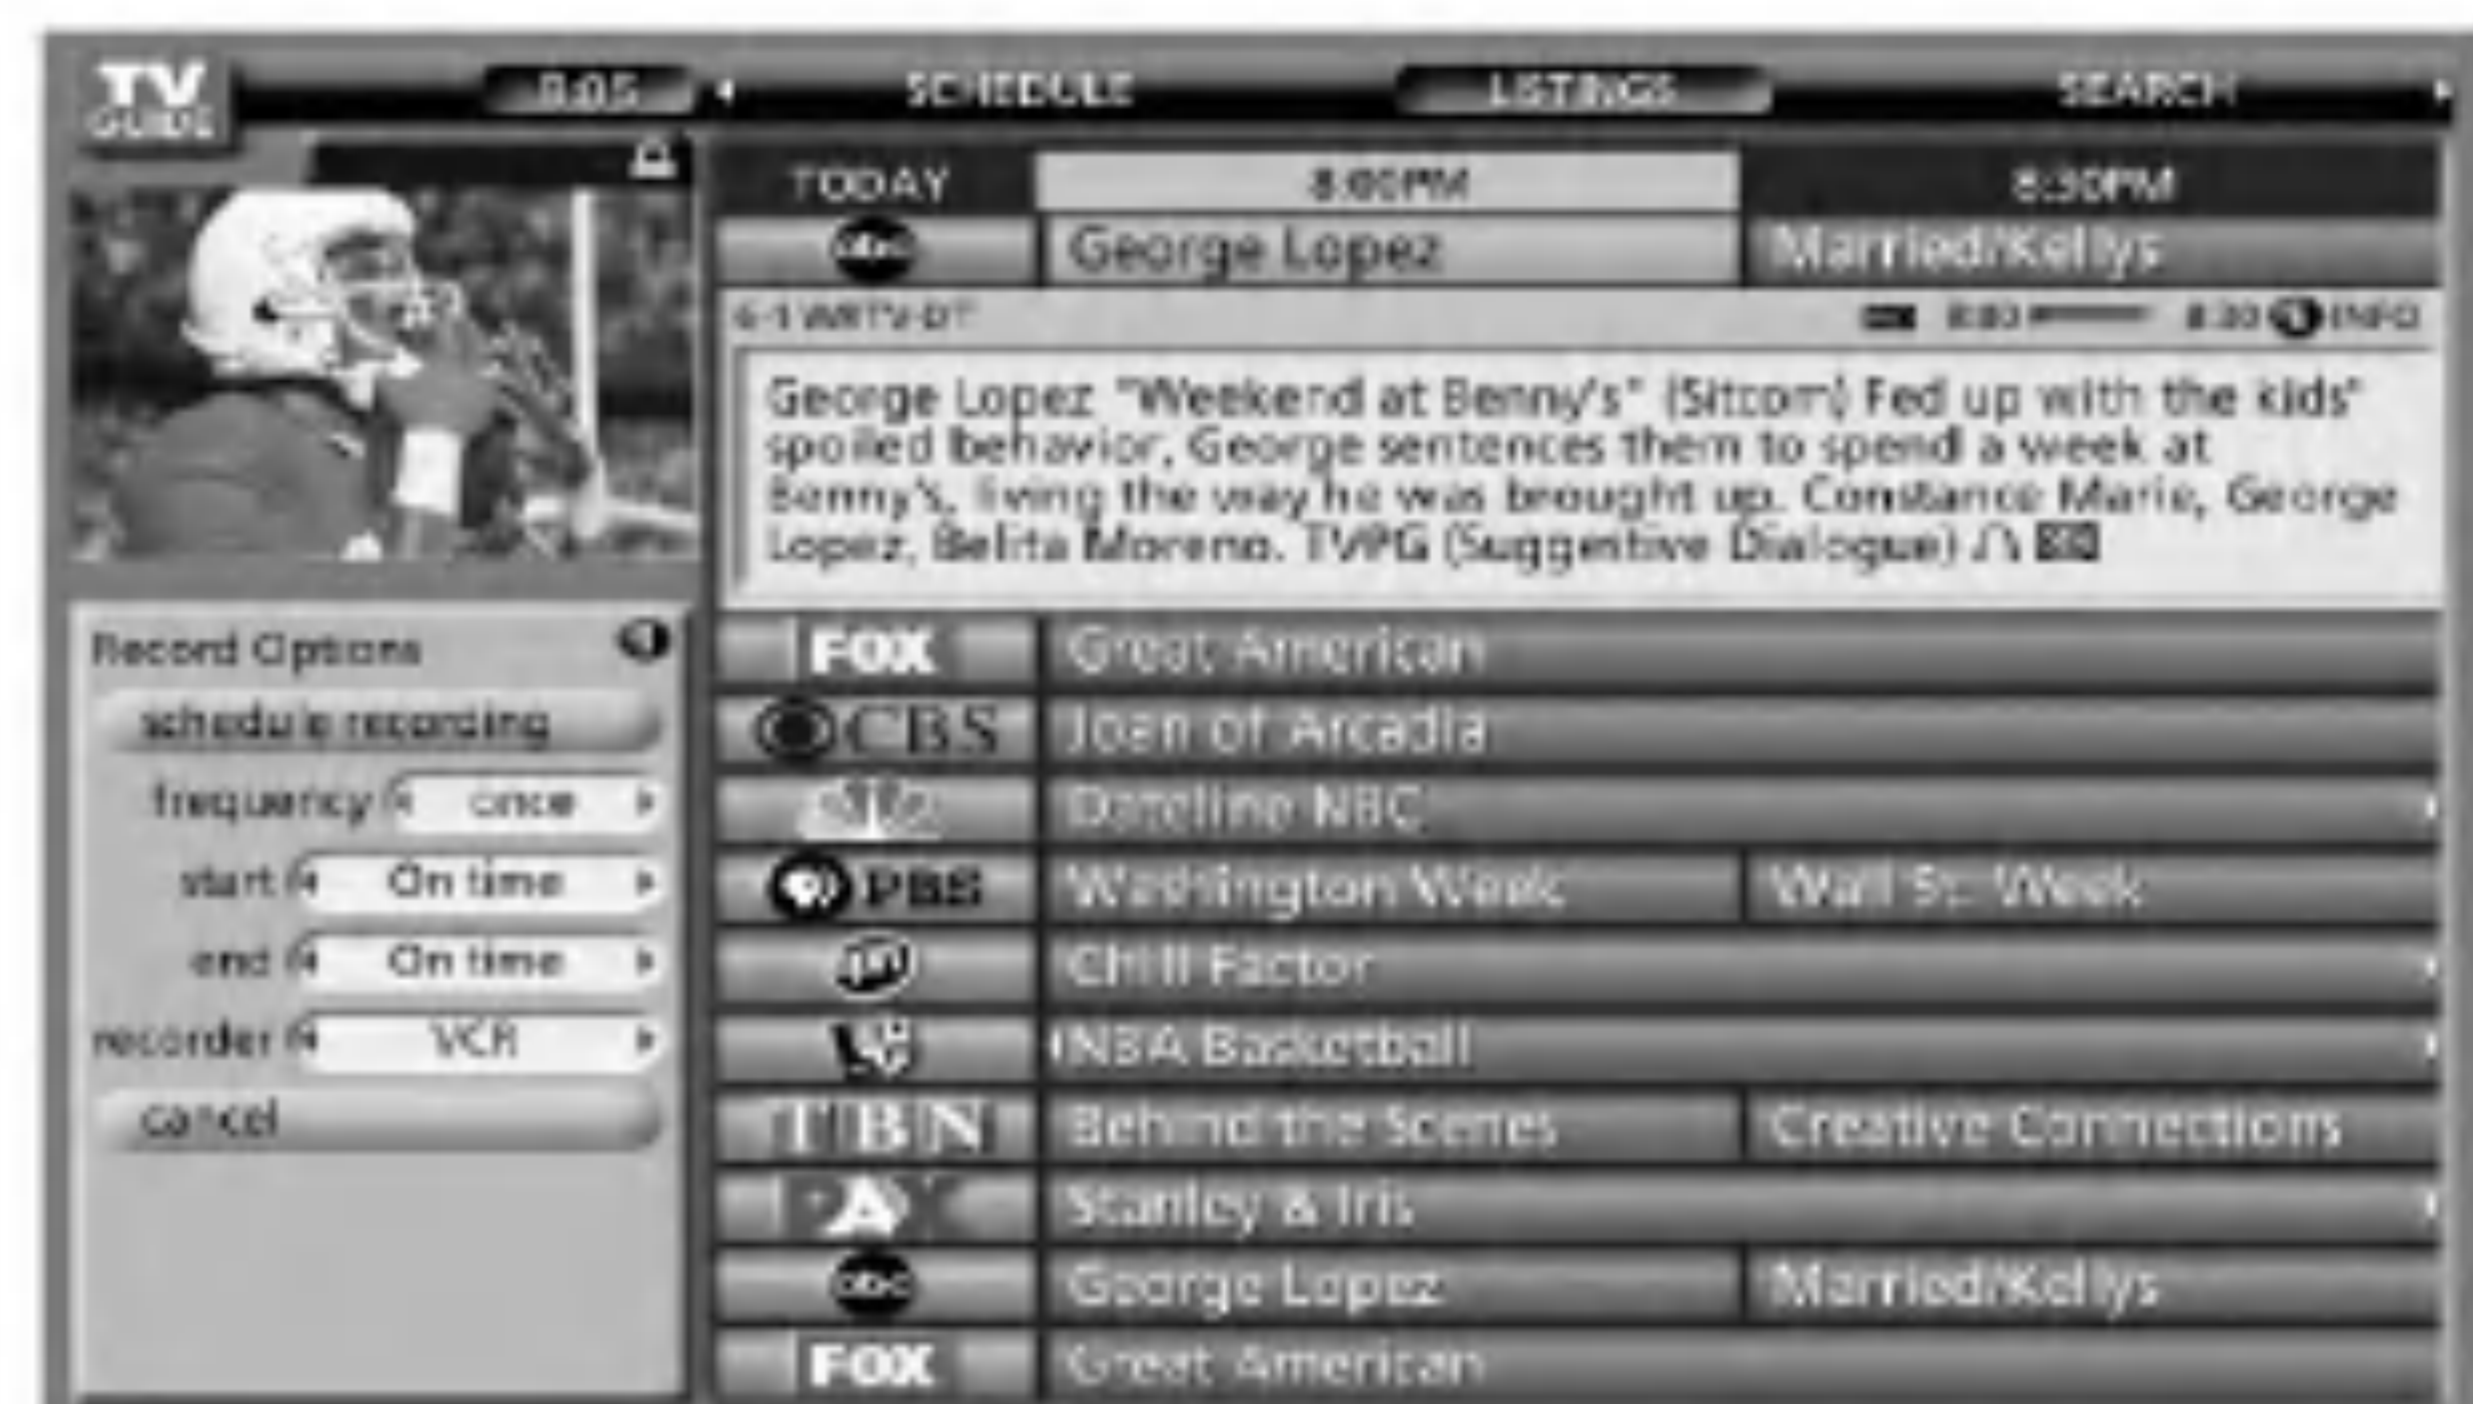 TV
GUIDE
8:05
SCHEDULE
LISTINGS
SEARCH
TODAY
8:00PM
8:30PM
abc
George Lopez
Married/Kellys
6-1 WRTV-DT
8:00
8:30
INFO
George Lopez "Weekend at Benny's" (Sitcom) Fed up with the kids'
spoiled behavior, George sentences them to spend a week at
Benny's, living the way he was brought up. Constance Marie, George
Lopez, Belita Moreno. TVPG (Suggestive Dialogue)
Record Options
schedule recording
frequency once
start On time
end On time
recorder VCR
cancel
FOX
Great American
CBS
Joan of Arcadia
Dateline NBC
PBS
Washington Week
Wall St. Week
Chill Factor
NBA Basketball
TBN
Behind the Scenes
Creative Connections
Stanley & Iris
abc
George Lopez
Married/Kellys
FOX
Great American